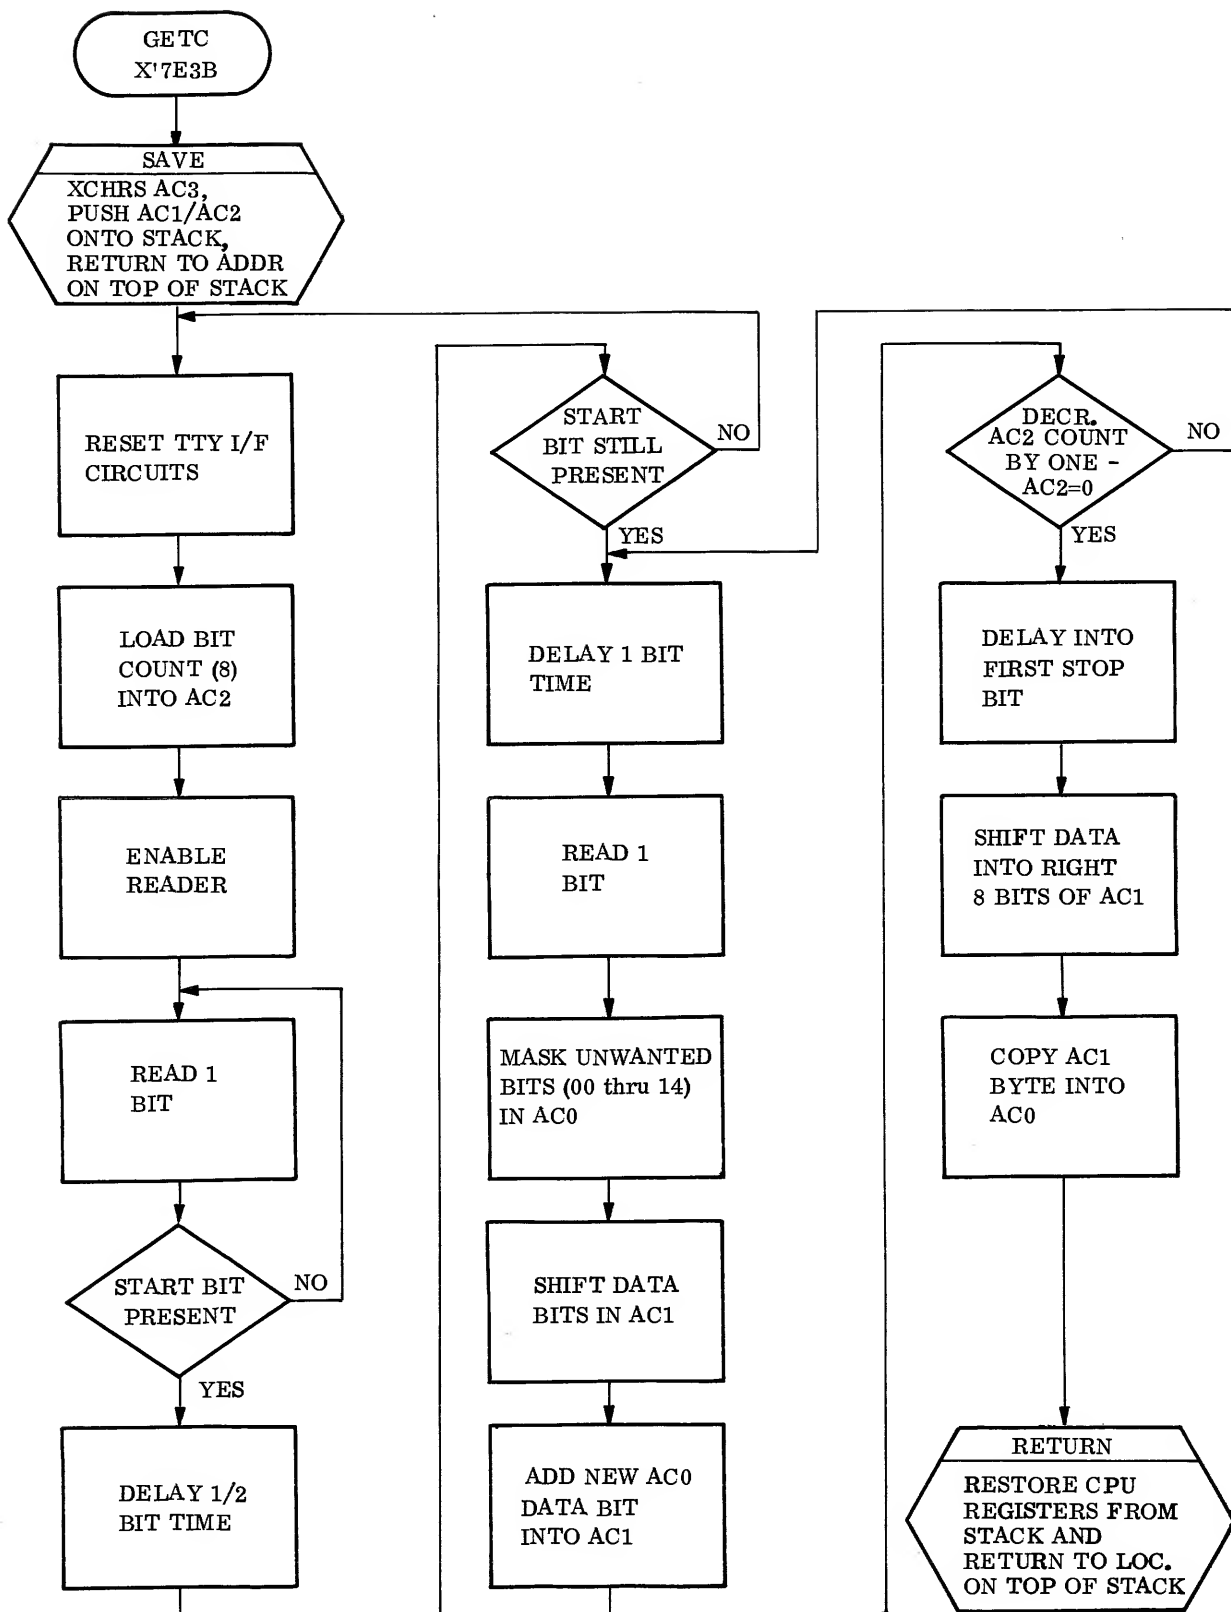 GETC
X'7E3B
SAVE
XCHRS AC3,
PUSH AC1/AC2
ONTO STACK,
RETURN TO ADDR
ON TOP OF STACK
RESET TTY I/F
CIRCUITS
LOAD BIT
COUNT (8)
INTO AC2
ENABLE
READER
READ 1
BIT
START BIT
PRESENT
NO
YES
DELAY 1/2
BIT TIME
START
BIT STILL
PRESENT
NO
YES
DELAY 1 BIT
TIME
READ 1
BIT
MASK UNWANTED
BITS (00 thru 14)
IN AC0
SHIFT DATA
BITS IN AC1
ADD NEW AC0
DATA BIT
INTO AC1
DECR.
AC2 COUNT
BY ONE -
AC2=0
NO
YES
DELAY INTO
FIRST STOP
BIT
SHIFT DATA
INTO RIGHT
8 BITS OF AC1
COPY AC1
BYTE INTO
AC0
RETURN
RESTORE CPU
REGISTERS FROM
STACK AND
RETURN TO LOC.
ON TOP OF STACK